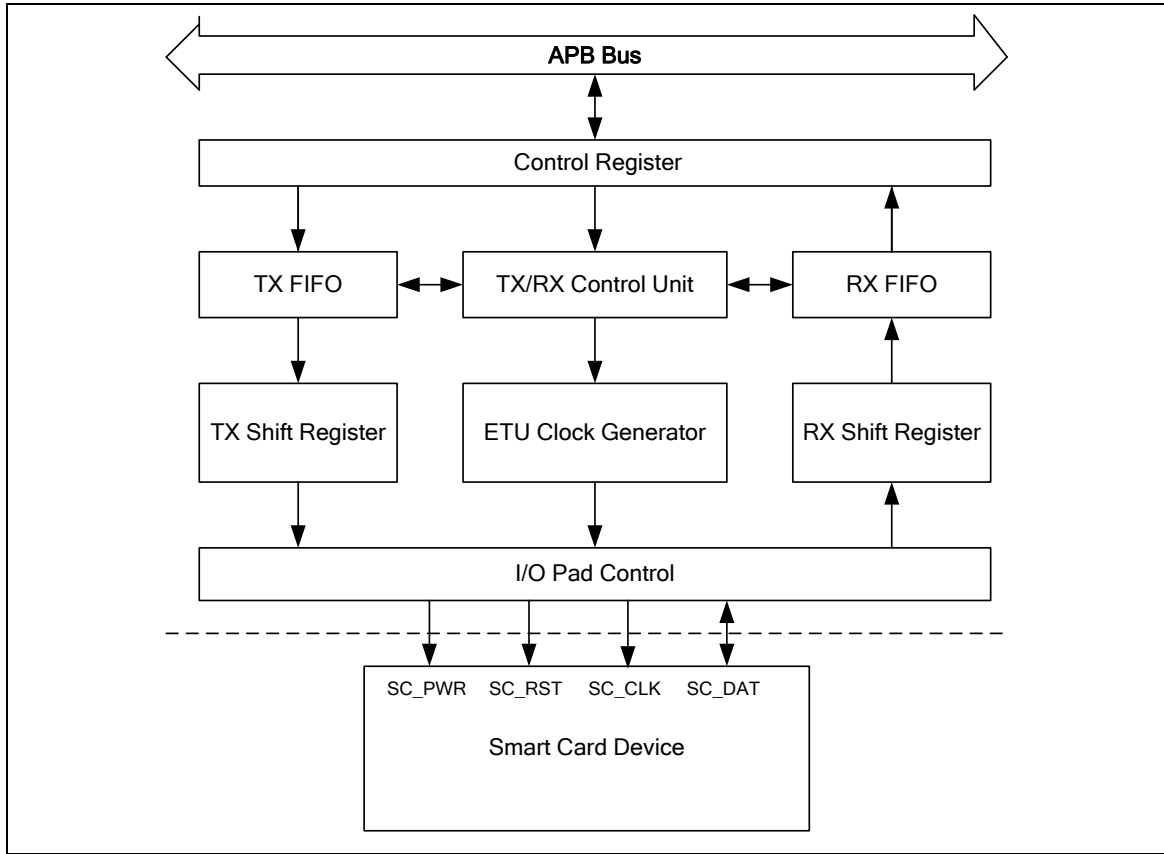 APB Bus
Control Register
TX FIFO
TX/RX Control Unit
RX FIFO
TX Shift Register
ETU Clock Generator
RX Shift Register
I/O Pad Control
SC_PWR SC_RST SC_CLK SC_DAT
Smart Card Device